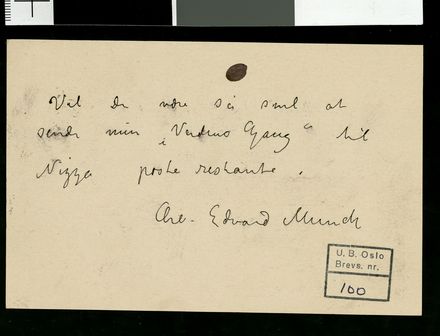 Vil De være så snil at
sende min „Verdens Gang" til
Nizza poste restante.
Edvard Munch
U. B. Oslo
Brevs. nr.
100